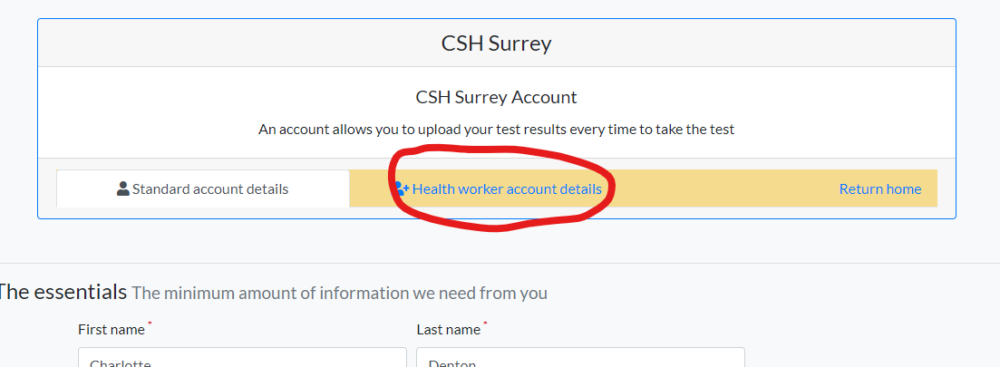 CSH Surrey
CSH Surrey Account
An account allows you to upload your test results every time to take the test
Standard account details Health worker account details Return home
The essentials The minimum amount of information we need from you
First name * Last name *
Charlotte Denton